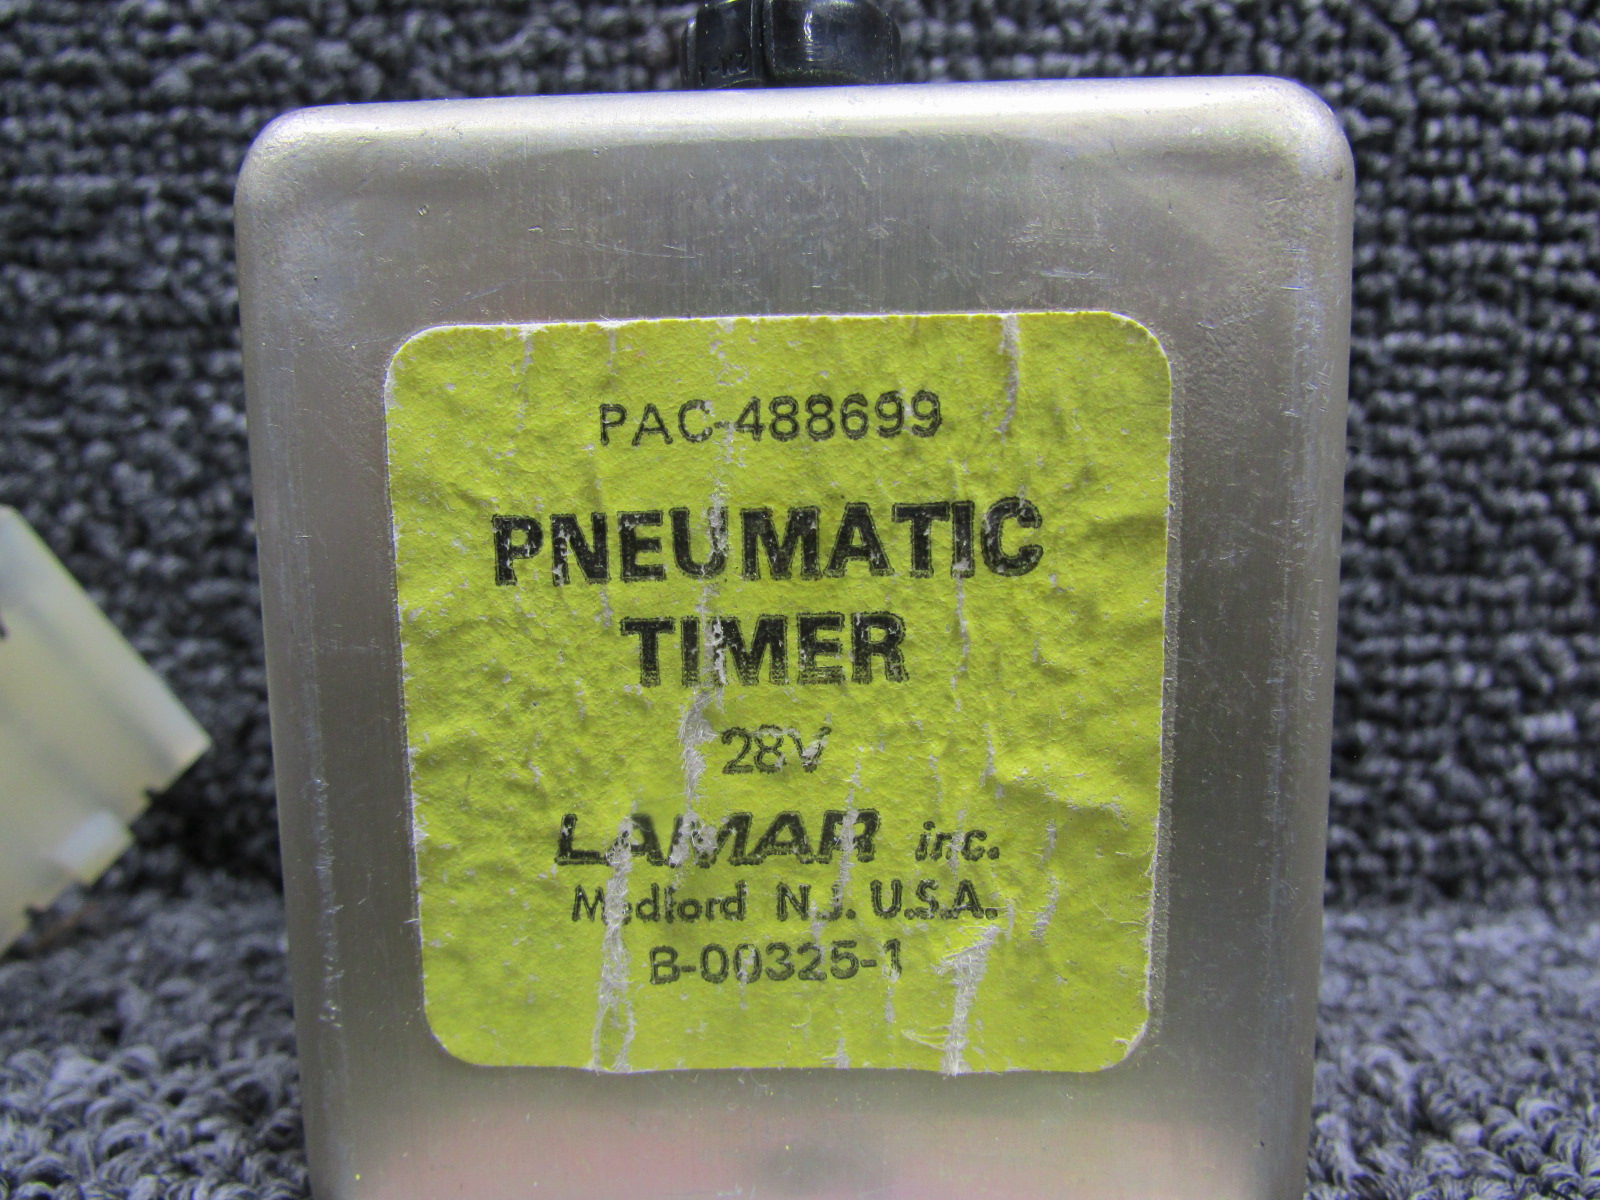 PAC-488699
PNEUMATIC
TIMER
28V
LAMAR inc.
Medford N.J. U.S.A.
B-00325-1